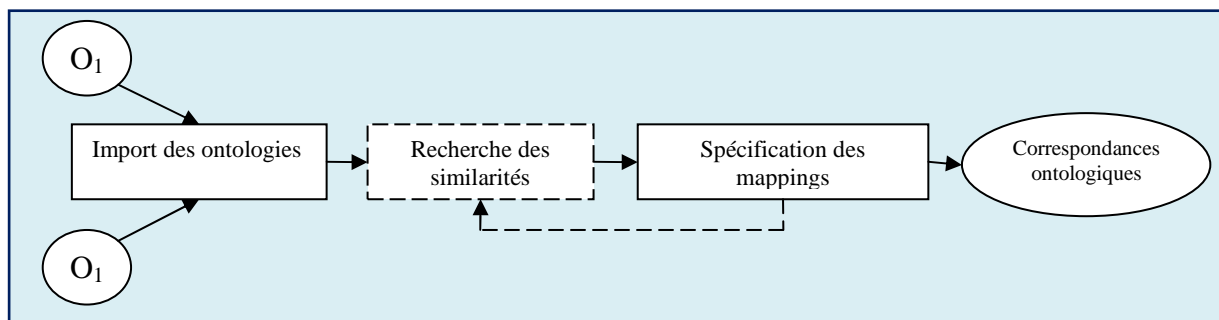 O₁
Import des ontologies
Recherche des
similarités
Spécification des
mappings
Correspondances
ontologiques
O₁